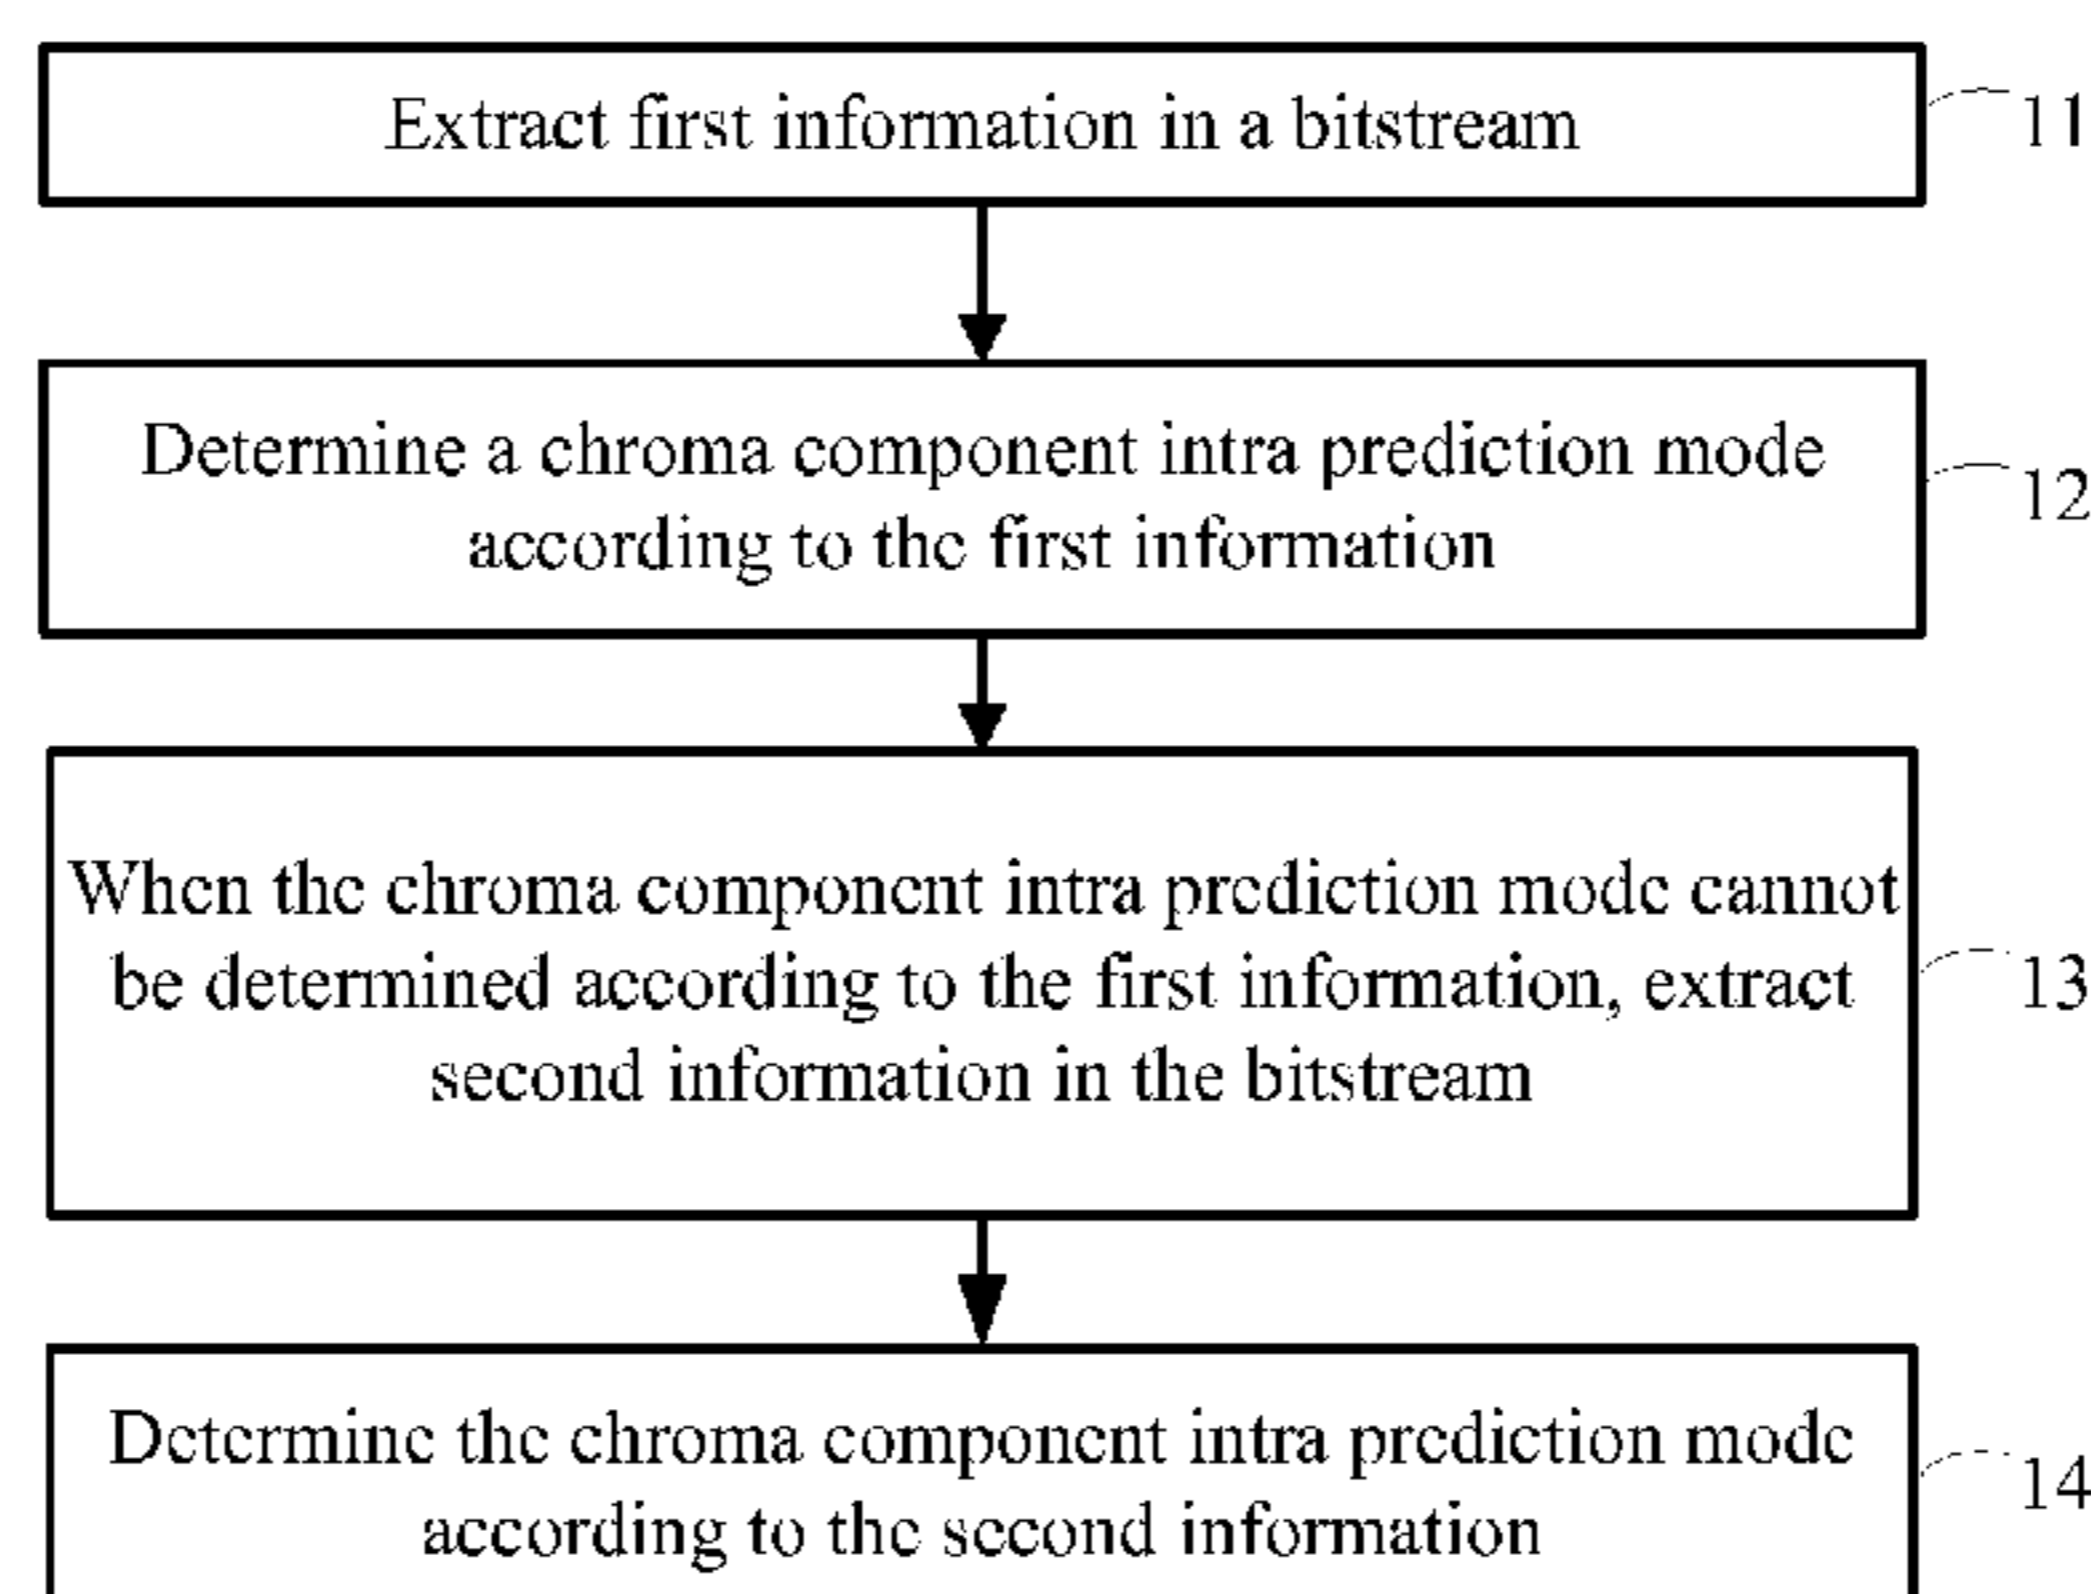 Extract first information in a bitstream
11
Determine a chroma component intra prediction mode
according to the first information
12
When the chroma component intra prediction mode cannot
be determined according to the first information, extract
second information in the bitstream
13
Determine the chroma component intra prediction mode
according to the second information
14